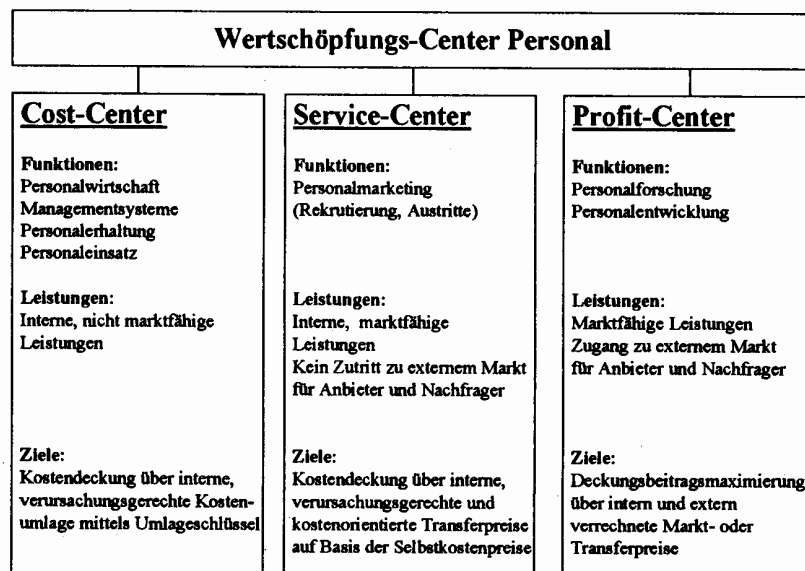 Wertschöpfungs-Center Personal
Cost-Center
Funktionen:
Personalwirtschaft
Managementsysteme
Personalerhaltung
Personaleinsatz
Leistungen:
Interne, nicht marktfähige
Leistungen
Ziele:
Kostendeckung über interne,
verursachungsgerechte Kosten-
umlage mittels Umlageschlüssel
Service-Center
Funktionen:
Personalmarketing
(Rekrutierung, Austritte)
Leistungen:
Interne, marktfähige
Leistungen
Kein Zutritt zu externem Markt
für Anbieter und Nachfrager
Ziele:
Kostendeckung über interne,
verursachungsgerechte und
kostenorientierte Transferpreise
auf Basis der Selbstkostenpreise
Profit-Center
Funktionen:
Personalforschung
Personalentwicklung
Leistungen:
Marktfähige Leistungen
Zugang zu externem Markt
für Anbieter und Nachfrager
Ziele:
Deckungsbeitragsmaximierung
über intern und extern
verrechnete Markt- oder
Transferpreise